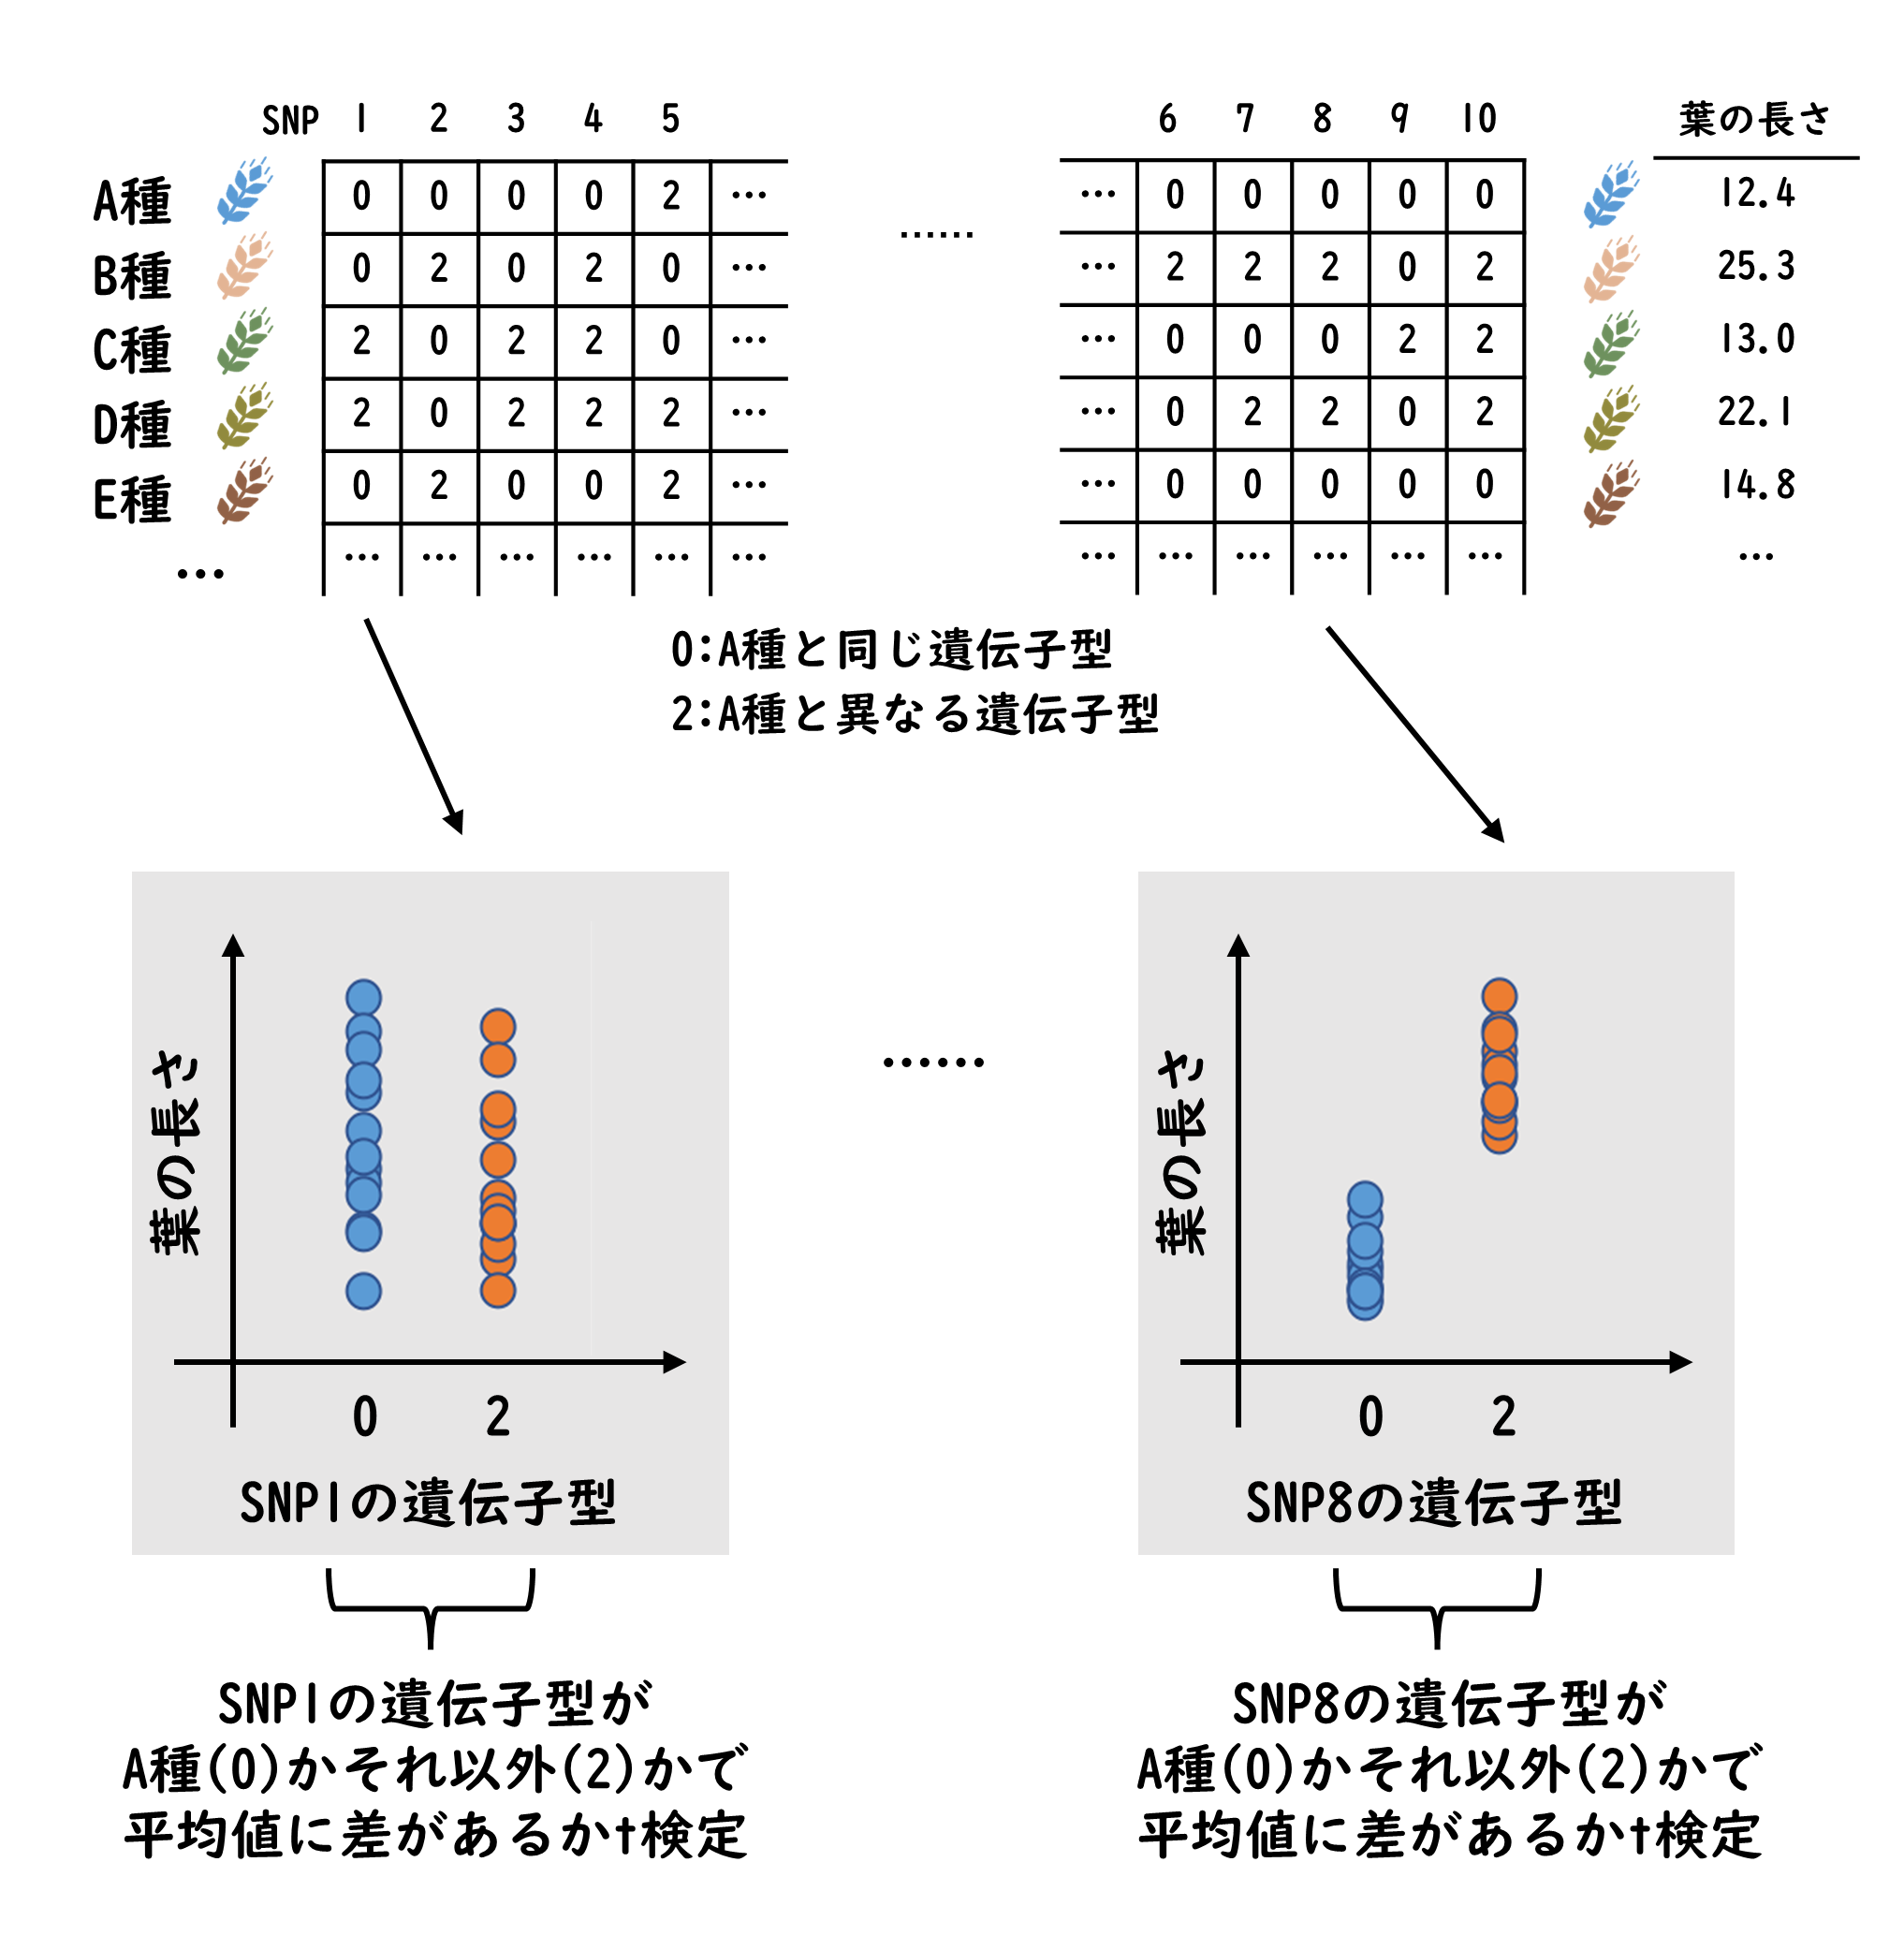 SNP 1 2 3 4 5
6 7 8 9 10 葉の長さ
A種 0 0 0 0 2 … …… … 0 0 0 0 0 12.4
B種 0 2 0 2 0 … … 2 2 2 0 2 25.3
C種 2 0 2 2 0 … … 0 0 0 2 2 13.0
D種 2 0 2 2 2 … … 0 2 2 0 2 22.1
E種 0 2 0 0 2 … … 0 0 0 0 0 14.8
… … … … … … … … … … … … … …
0:A種と同じ遺伝子型
2:A種と異なる遺伝子型
葉の長さ
0 2
SNP1の遺伝子型
……
葉の長さ
0 2
SNP8の遺伝子型
SNP1の遺伝子型が
A種(0)かそれ以外(2)かで
平均値に差があるかt検定
SNP8の遺伝子型が
A種(0)かそれ以外(2)かで
平均値に差があるかt検定